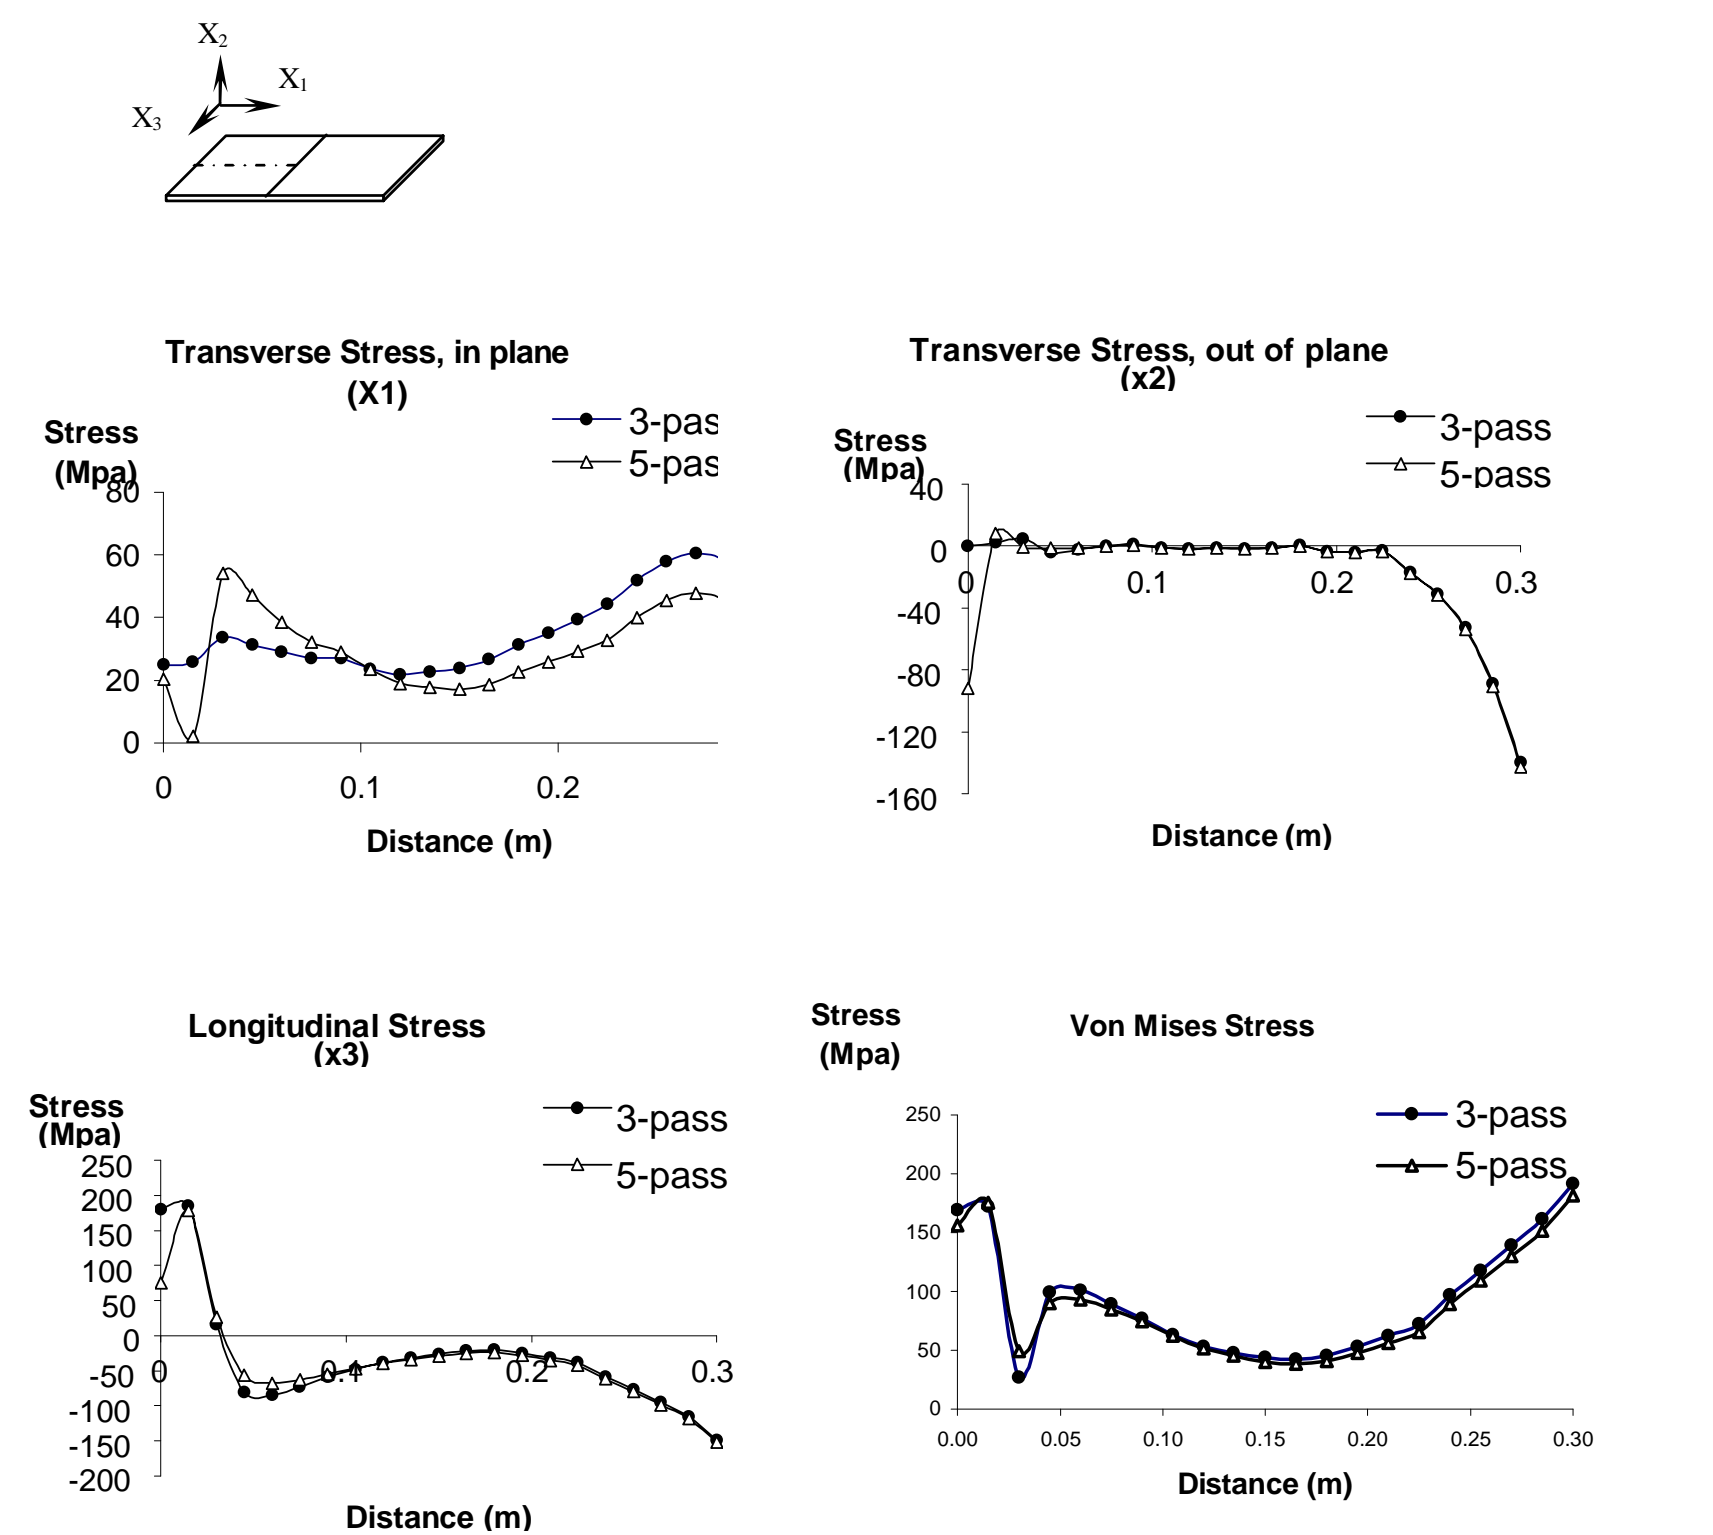 X2
X1
X3
Transverse Stress, in plane
(X1)
Stress
(Mpa)
3-pas
5-pas
80
60
40
20
0
0 0.1 0.2
Distance (m)
Transverse Stress, out of plane
(x2)
Stress
(Mpa)
3-pass
5-pass
40
0
0 0.1 0.2 0.3
-40
-80
-120
-160
Distance (m)
Longitudinal Stress
(x3)
Stress
(Mpa)
3-pass
5-pass
250
200
150
100
50
0
0 0.1 0.2 0.3
-50
-100
-150
-200
Distance (m)
Stress
(Mpa)
Von Mises Stress
3-pass
5-pass
250
200
150
100
50
0
0.00 0.05 0.10 0.15 0.20 0.25 0.30
Distance (m)